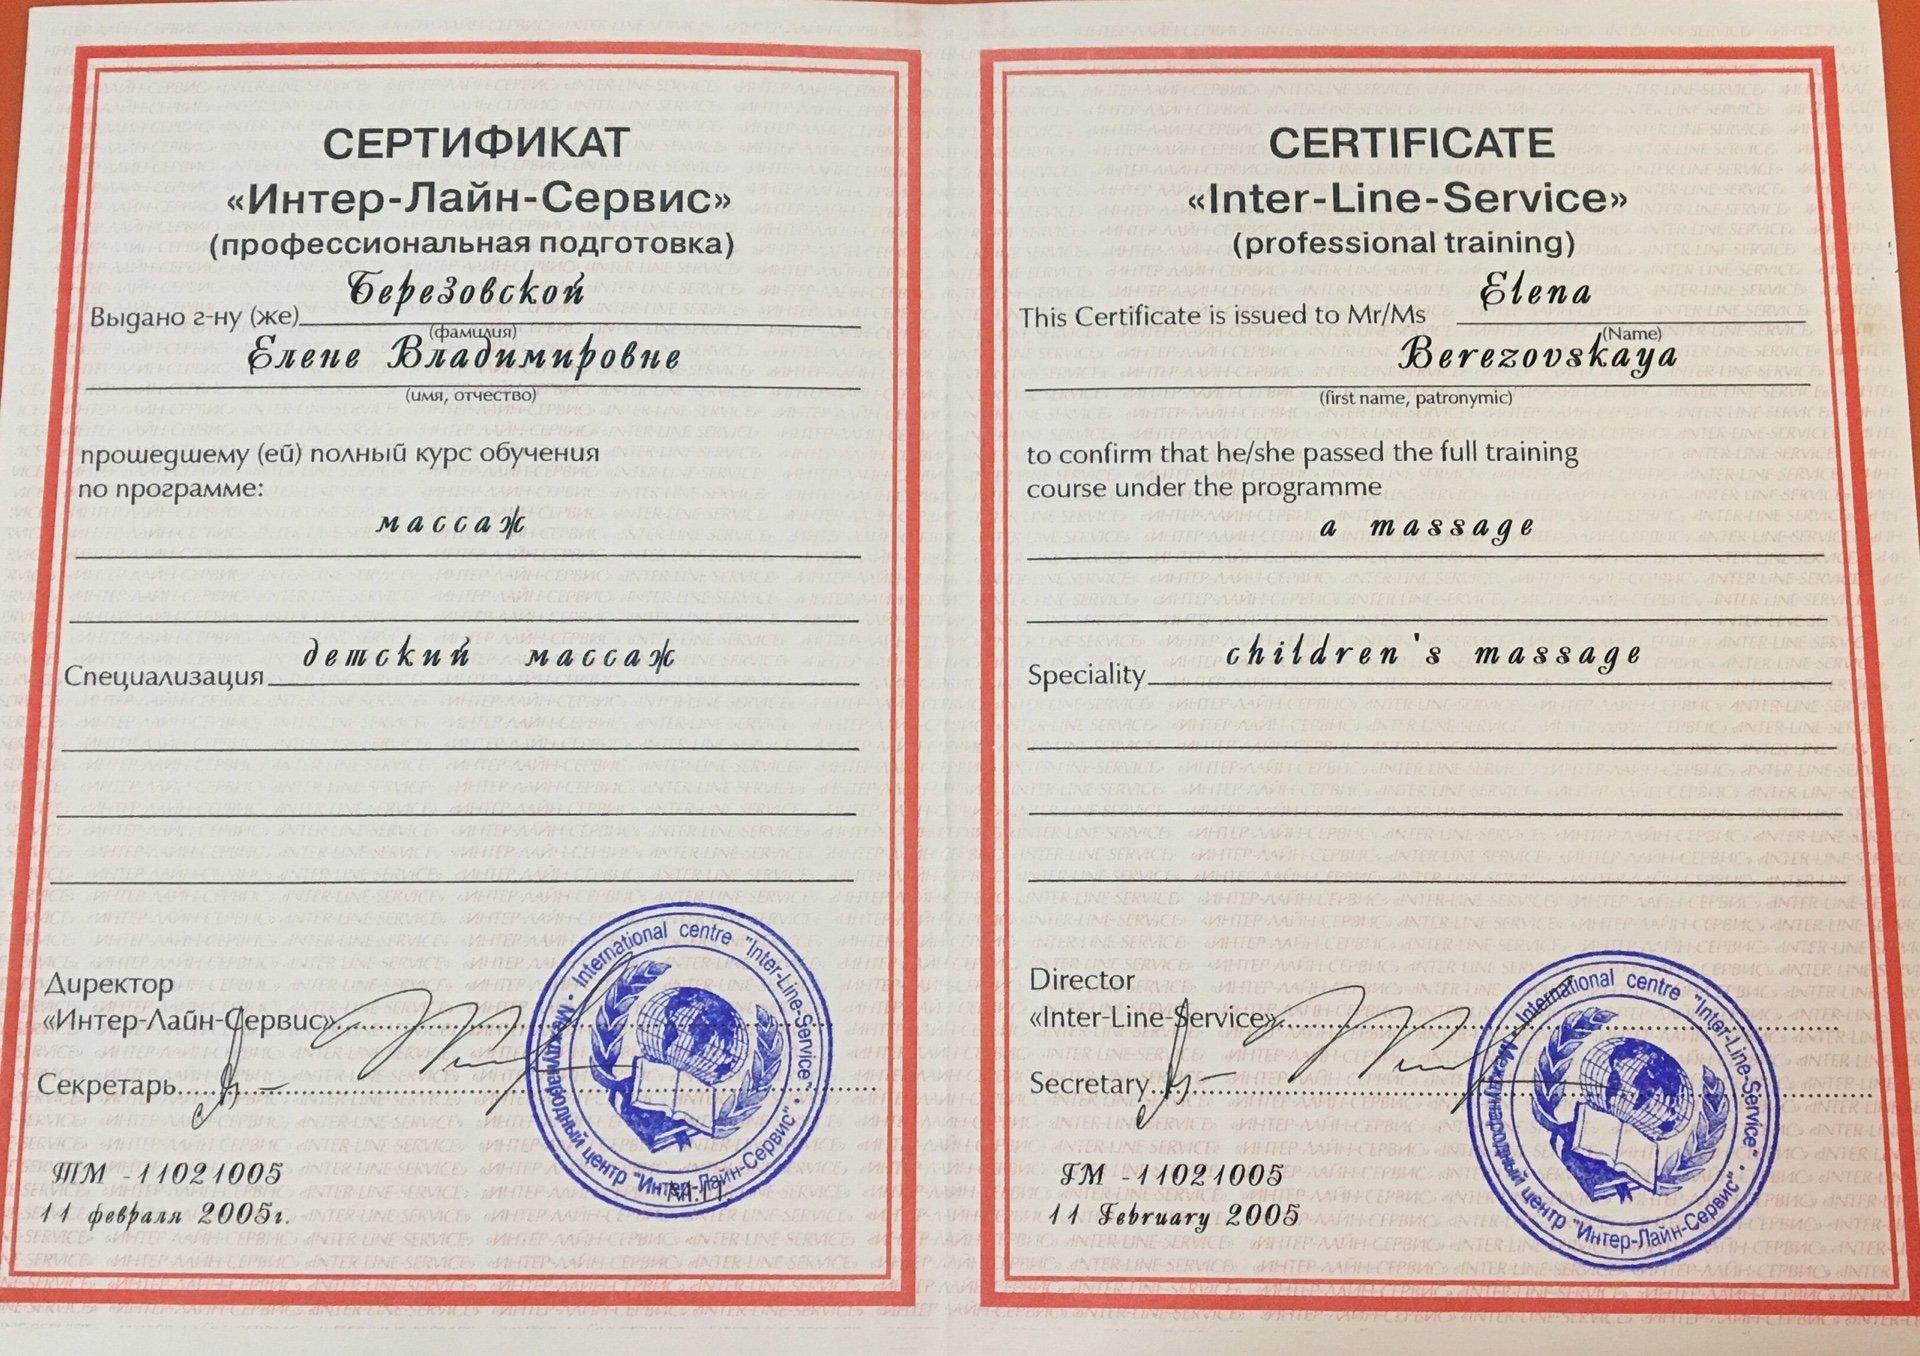 СЕРТИФИКАТ
«Интер-Лайн-Сервис»
(профессиональная подготовка)
Березовской
Выдано г-ну (же)
(фамилия)
Елене Владимировне
(имя, отчество)
прошедшему (ей) полный курс обучения
по программе:
массаж
детский массаж
Специализация
Директор
«Интер-Лайн-Сервис»
Секретарь
International centre "Inter-Line-Service" • Международный центр "Интер-Лайн-Сервис" •
М.П.
ТМ -11021005
11 февраля 2005г.
CERTIFICATE
«Inter-Line-Service»
(professional training)
Elena
This Certificate is issued to Mr/Ms
(Name)
Berezovskaya
(first name, patronymic)
to confirm that he/she passed the full training
course under the programme
a massage
children's massage
Speciality
Director
«Inter-Line-Service»
Secretary
International centre "Inter-Line-Service" • Международный центр "Интер-Лайн-Сервис" •
TM -11021005
11 February 2005